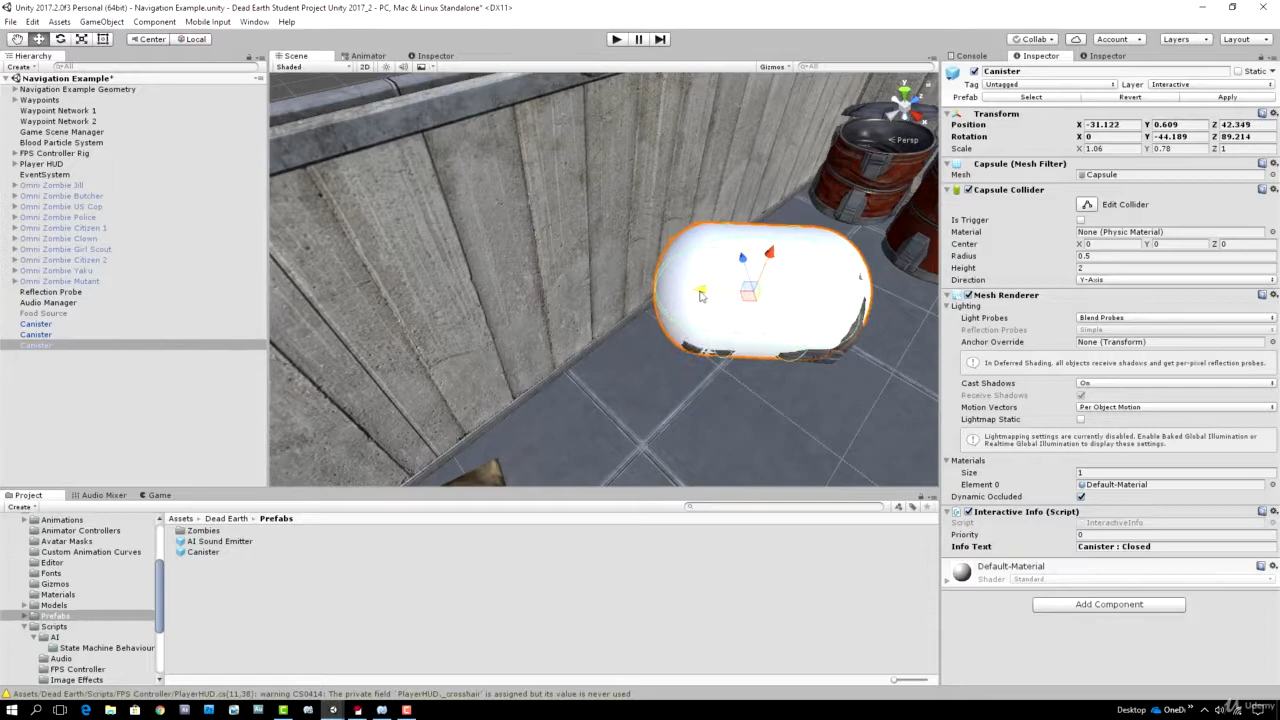 Unity 2017.2.0f3 Personal (64bit) - Navigation Example.unity - Dead Earth Student Project Unity 2017_2 - PC, Mac & Linux Standalone* <DX11>
File Edit Assets GameObject Component Mobile Input Window Help
Center Local Collab Account Layers Layout
Hierarchy
Create All
Navigation Example*
Navigation Example Geometry
Waypoints
Waypoint Network 1
Waypoint Network 2
Game Scene Manager
Blood Particle System
FPS Controller Rig
Player HUD
EventSystem
Omni Zombie Jill
Omni Zombie Butcher
Omni Zombie US Cop
Omni Zombie Police
Omni Zombie Citizen 1
Omni Zombie Clown
Omni Zombie Girl Scout
Omni Zombie Citizen 2
Omni Zombie Yaku
Omni Zombie Mutant
Reflection Probe
Audio Manager
Food Source
Canister
Canister
Canister
Scene Animator Inspector
Shaded 2D Gizmos All
y
z
x
Persp
Console Inspector Inspector
Canister Static
Tag Untagged Layer Interactive
Prefab Select Revert Apply
Transform
Position X -31.122 Y 0.609 Z 42.349
Rotation X 0 Y -44.189 Z 89.214
Scale X 1.06 Y 0.78 Z 1
Capsule (Mesh Filter)
Mesh Capsule
Capsule Collider
Edit Collider
Is Trigger
Material None (Physic Material)
Center X 0 Y 0 Z 0
Radius 0.5
Height 2
Direction Y-Axis
Mesh Renderer
Lighting
Light Probes Blend Probes
Reflection Probes Simple
Anchor Override None (Transform)
In Deferred Shading, all objects receive shadows and get per-pixel reflection probes.
Cast Shadows On
Receive Shadows
Motion Vectors Per Object Motion
Lightmap Static
Lightmapping settings are currently disabled. Enable Baked Global Illumination or
Realtime Global Illumination to display these settings.
Materials
Size 1
Element 0 Default-Material
Dynamic Occluded
Interactive Info (Script)
Script InteractiveInfo
Priority 0
Info Text Canister : Closed
Default-Material
Shader Standard
Add Component
Project Audio Mixer Game
Create
Animations
Animator Controllers
Avatar Masks
Custom Animation Curves
Editor
Fonts
Gizmos
Materials
Models
Prefabs
Scripts
AI
State Machine Behaviour
Audio
FPS Controller
Image Effects
Assets Dead Earth Prefabs
Zombies
AI Sound Emitter
Canister
Assets/Dead Earth/Scripts/FPS Controller/PlayerHUD.cs(11,38): warning CS0414: The private field `PlayerHUD._crosshair' is assigned but its value is never used
Desktop OneDri
Udemy